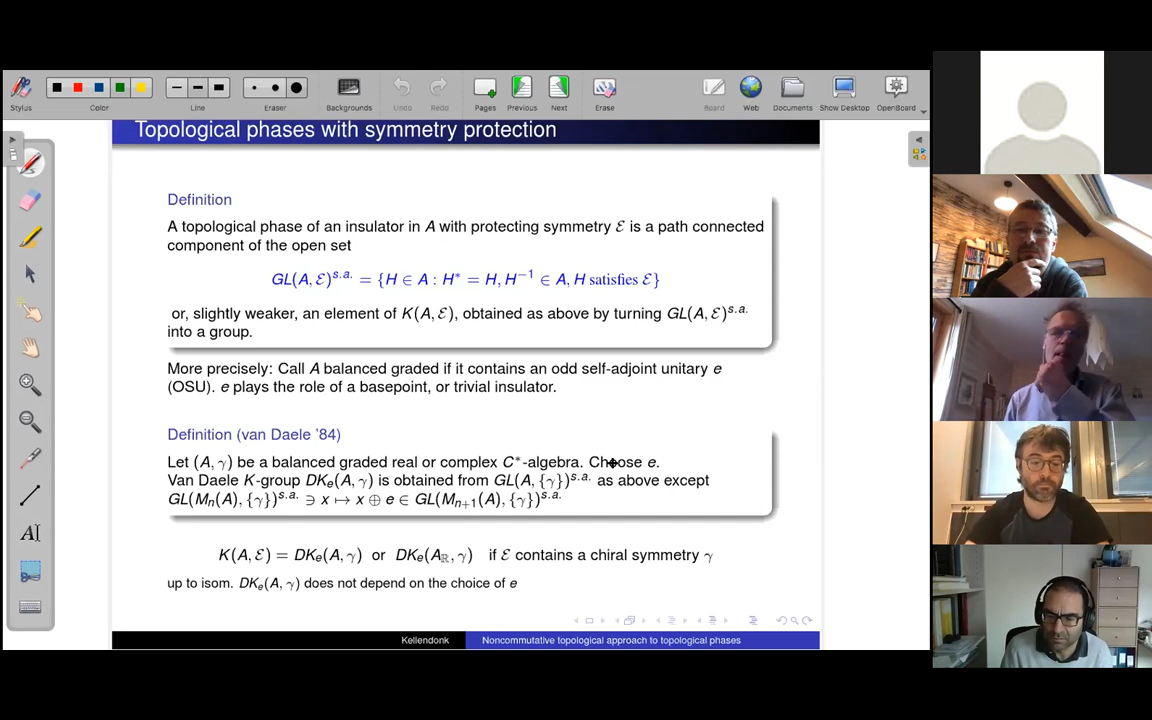 Stylus
Color
Line
Eraser
Backgrounds
Undo
Redo
Pages
Previous
Next
Erase
Board
Web
Documents
Show Desktop
OpenBoard
Topological phases with symmetry protection
Definition
A topological phase of an insulator in A with protecting symmetry ℰ is a path connected
component of the open set
GL(A, ℰ)^{s.a.} = {H ∈ A : H* = H, H⁻¹ ∈ A, H satisfies ℰ}
or, slightly weaker, an element of K(A, ℰ), obtained as above by turning GL(A, ℰ)^{s.a.}
into a group.
More precisely: Call A balanced graded if it contains an odd self-adjoint unitary e
(OSU). e plays the role of a basepoint, or trivial insulator.
Definition (van Daele '84)
Let (A, γ) be a balanced graded real or complex C*-algebra. Choose e.
Van Daele K-group DK_e(A, γ) is obtained from GL(A, {γ})^{s.a.} as above except
GL(M_n(A), {γ})^{s.a.} ∋ x ↦ x ⊕ e ∈ GL(M_{n+1}(A), {γ})^{s.a.}
K(A, ℰ) = DK_e(A, γ) or DK_e(A_ℝ, γ) if ℰ contains a chiral symmetry γ
up to isom. DK_e(A, γ) does not depend on the choice of e
Kellendonk
Noncommutative topological approach to topological phases